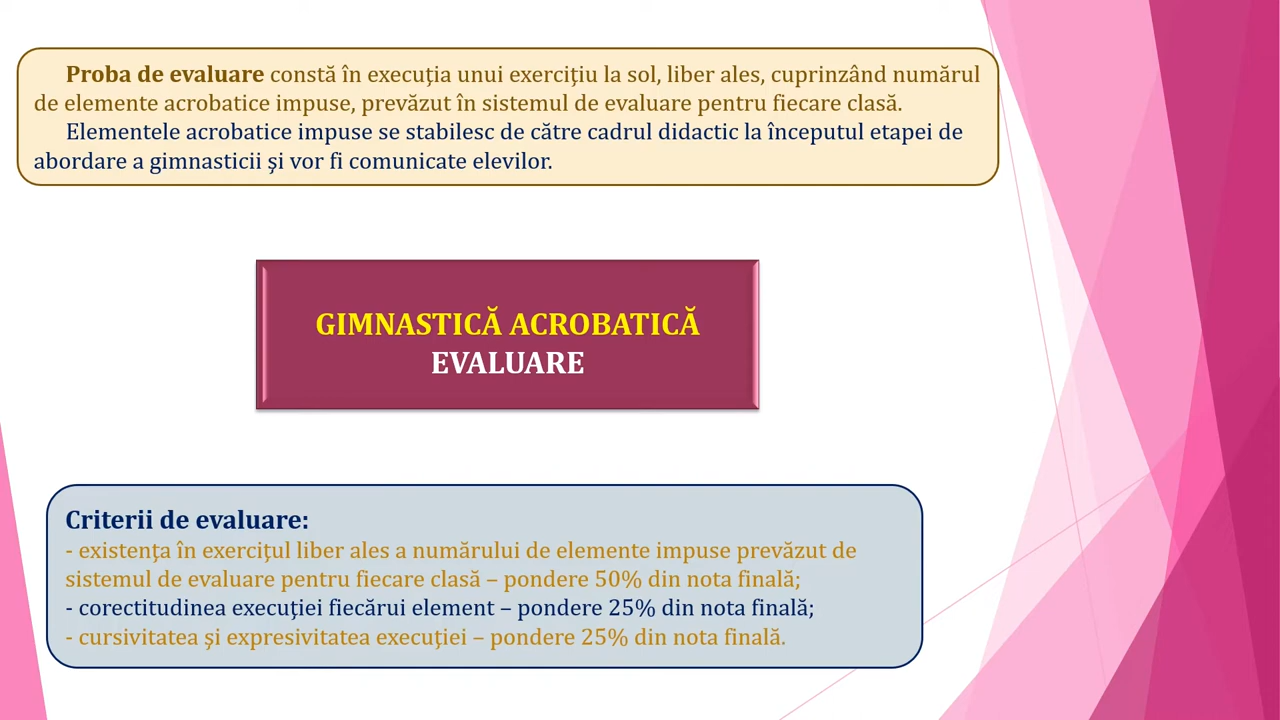 Proba de evaluare constă în execuția unui exercițiu la sol, liber ales, cuprinzând numărul
de elemente acrobatice impuse, prevăzut în sistemul de evaluare pentru fiecare clasă.
Elementele acrobatice impuse se stabilesc de către cadrul didactic la începutul etapei de
abordare a gimnasticii şi vor fi comunicate elevilor.
GIMNASTICĂ ACROBATICĂ
EVALUARE
Criterii de evaluare:
- existența în exerciţul liber ales a numărului de elemente impuse prevăzut de
sistemul de evaluare pentru fiecare clasă – pondere 50% din nota finală;
- corectitudinea execuției fiecărui element – pondere 25% din nota finală;
- cursivitatea şi expresivitatea execuției – pondere 25% din nota finală.